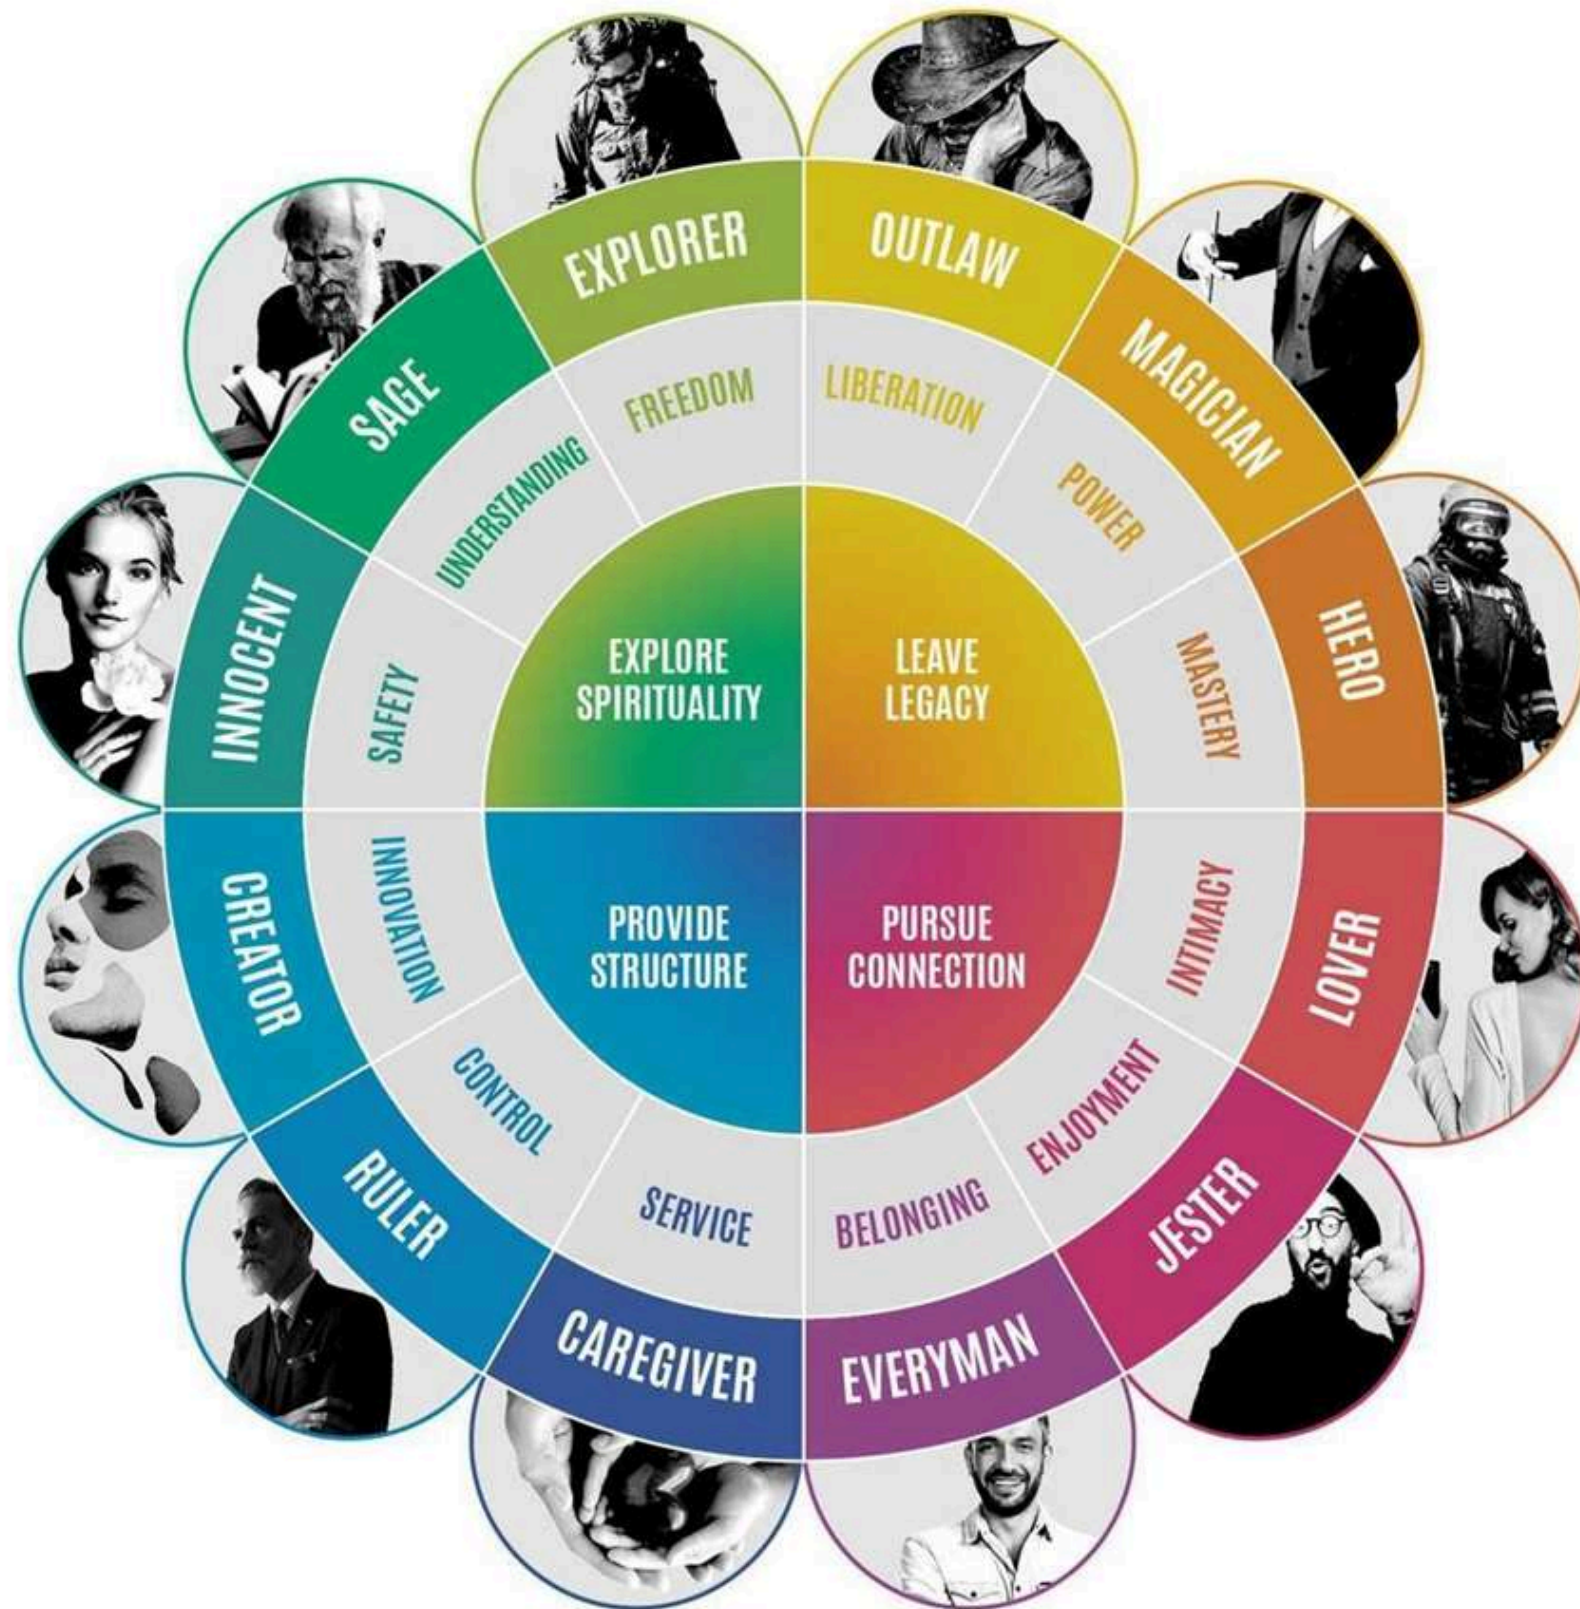 EXPLORER
OUTLAW
MAGICIAN
HERO
LOVER
JESTER
EVERYMAN
CAREGIVER
RULER
CREATOR
INNOCENT
SAGE
FREEDOM
LIBERATION
POWER
MASTERY
INTIMACY
ENJOYMENT
BELONGING
SERVICE
CONTROL
INNOVATION
SAFETY
UNDERSTANDING
EXPLORE
SPIRITUALITY
LEAVE
LEGACY
PROVIDE
STRUCTURE
PURSUE
CONNECTION